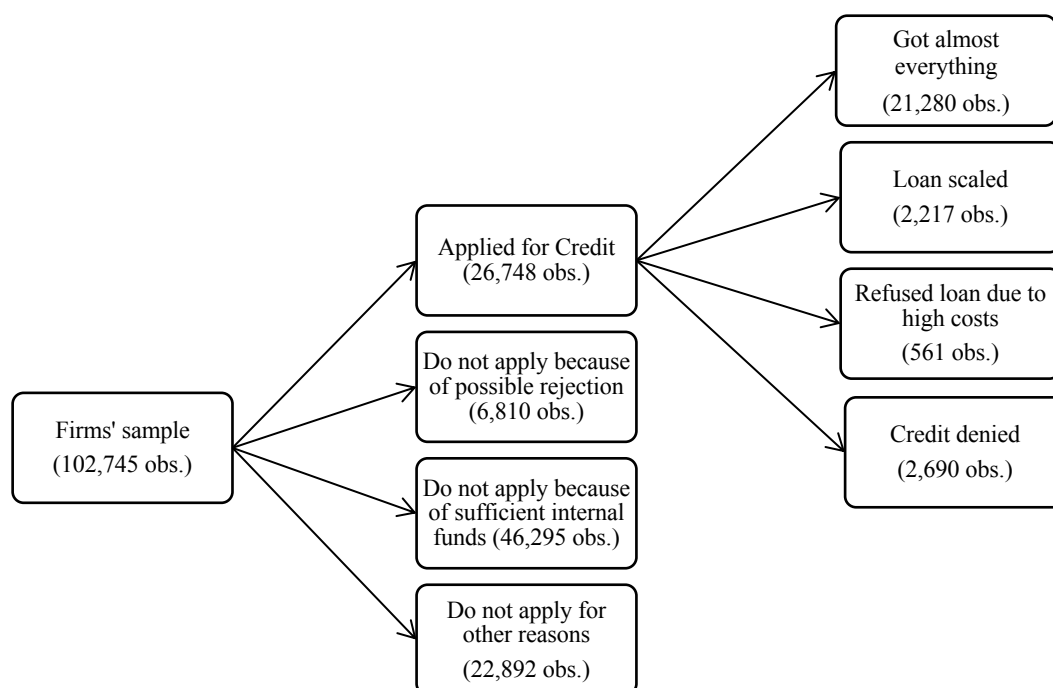 Firms' sample
(102,745 obs.)
Applied for Credit
(26,748 obs.)
Do not apply because
of possible rejection
(6,810 obs.)
Do not apply because
of sufficient internal
funds (46,295 obs.)
Do not apply for
other reasons
(22,892 obs.)
Got almost
everything
(21,280 obs.)
Loan scaled
(2,217 obs.)
Refused loan due to
high costs
(561 obs.)
Credit denied
(2,690 obs.)